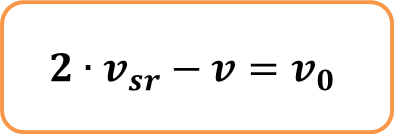 2 · v_sr − v = v_0